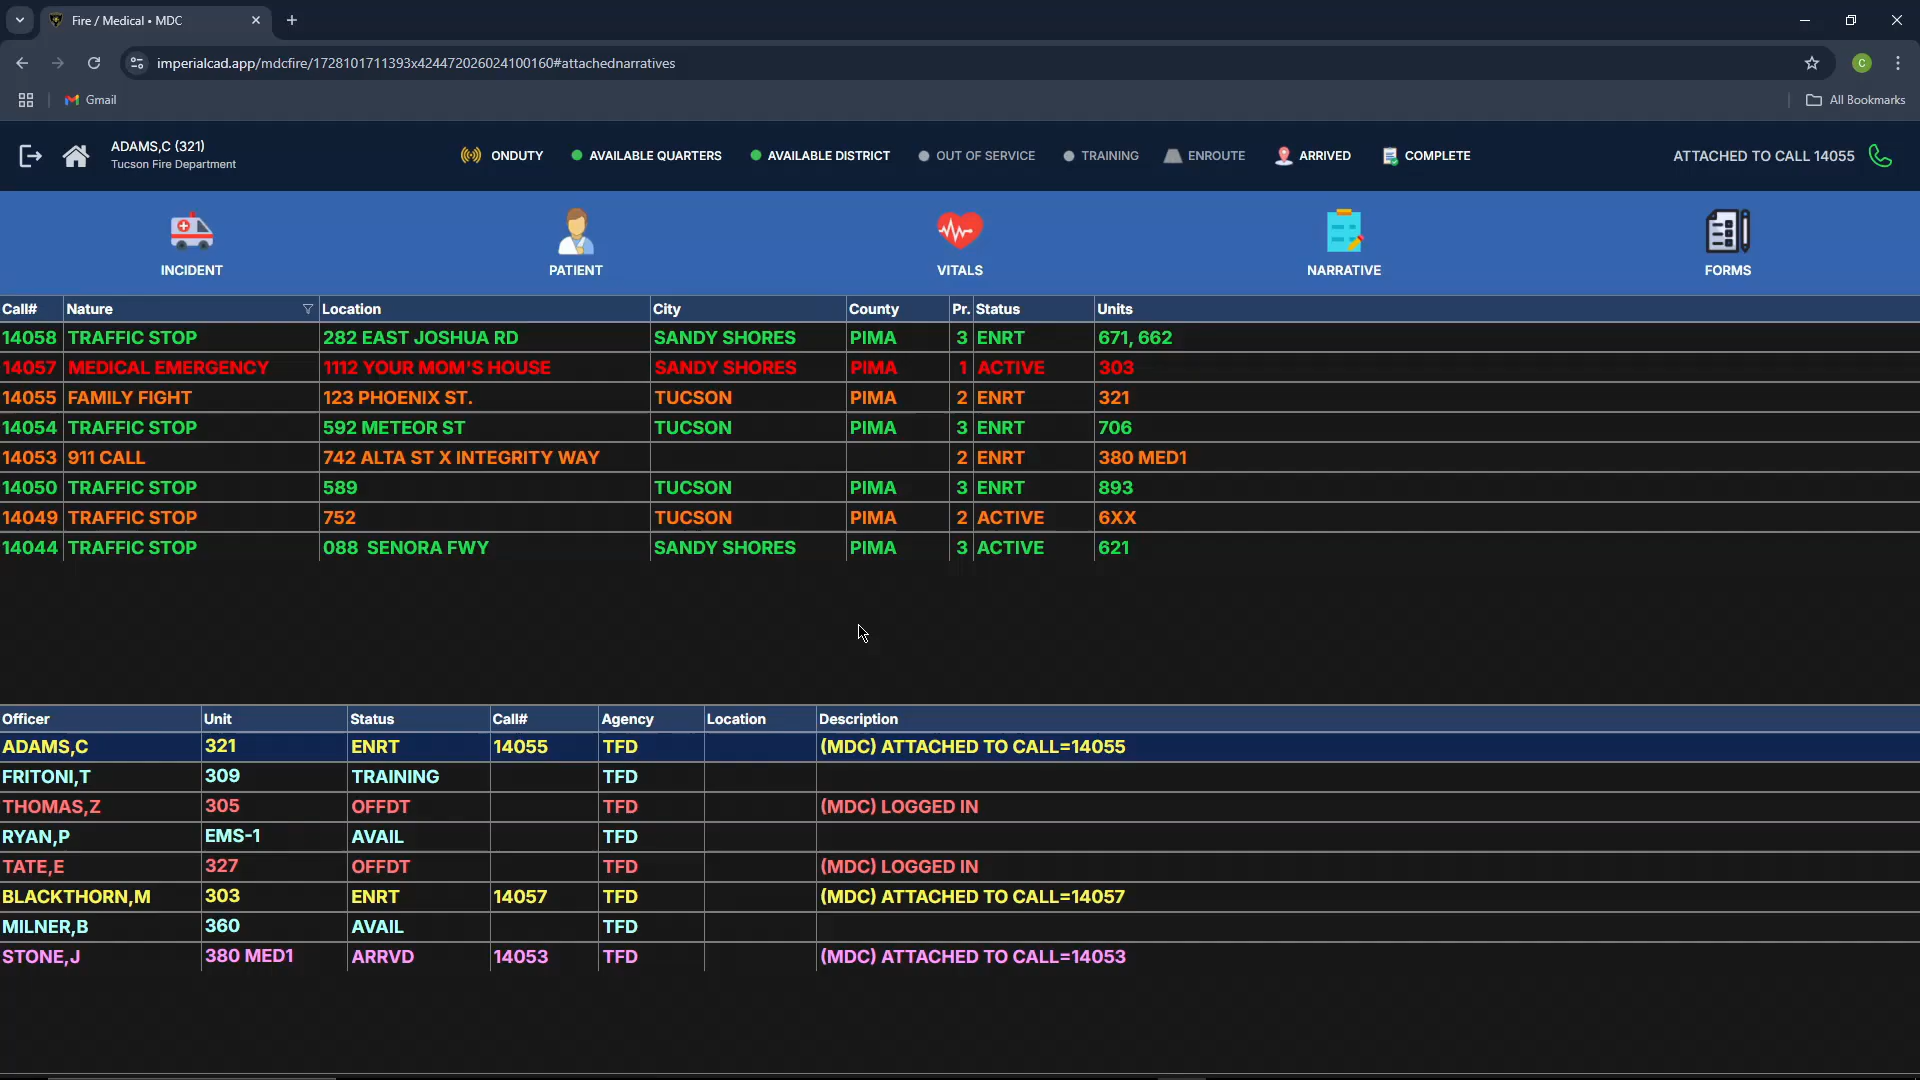 Fire / Medical • MDC
imperialcad.app/mdcfire/1728101711393x424472026024100160#attachednarratives
C
Gmail
All Bookmarks
ADAMS,C (321)
Tucson Fire Department
ONDUTY
AVAILABLE QUARTERS
AVAILABLE DISTRICT
OUT OF SERVICE
TRAINING
ENROUTE
ARRIVED
COMPLETE
ATTACHED TO CALL 14055
INCIDENT
PATIENT
VITALS
NARRATIVE
FORMS
Call# Nature Location City County Pr. Status Units
14058 TRAFFIC STOP 282 EAST JOSHUA RD SANDY SHORES PIMA 3 ENRT 671, 662
14057 MEDICAL EMERGENCY 1112 YOUR MOM'S HOUSE SANDY SHORES PIMA 1 ACTIVE 303
14055 FAMILY FIGHT 123 PHOENIX ST. TUCSON PIMA 2 ENRT 321
14054 TRAFFIC STOP 592 METEOR ST TUCSON PIMA 3 ENRT 706
14053 911 CALL 742 ALTA ST X INTEGRITY WAY 2 ENRT 380 MED1
14050 TRAFFIC STOP 589 TUCSON PIMA 3 ENRT 893
14049 TRAFFIC STOP 752 TUCSON PIMA 2 ACTIVE 6XX
14044 TRAFFIC STOP 088 SENORA FWY SANDY SHORES PIMA 3 ACTIVE 621
Officer Unit Status Call# Agency Location Description
ADAMS,C 321 ENRT 14055 TFD (MDC) ATTACHED TO CALL=14055
FRITONI,T 309 TRAINING TFD
THOMAS,Z 305 OFFDT TFD (MDC) LOGGED IN
RYAN,P EMS-1 AVAIL TFD
TATE,E 327 OFFDT TFD (MDC) LOGGED IN
BLACKTHORN,M 303 ENRT 14057 TFD (MDC) ATTACHED TO CALL=14057
MILNER,B 360 AVAIL TFD
STONE,J 380 MED1 ARRVD 14053 TFD (MDC) ATTACHED TO CALL=14053